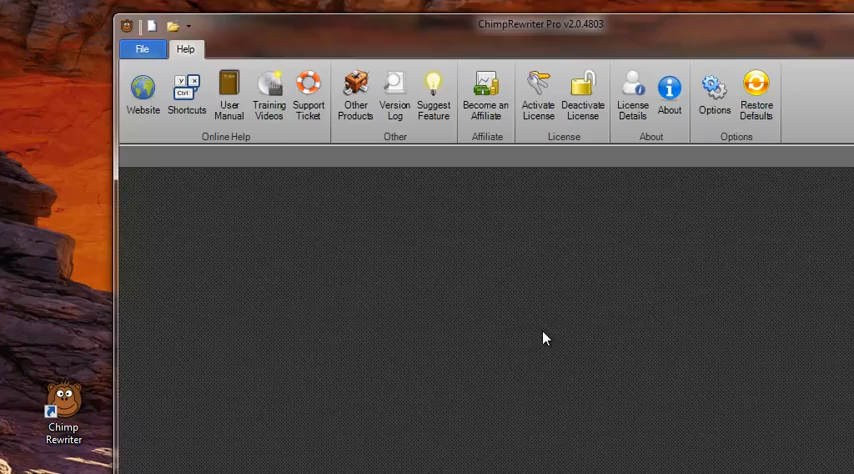 ChimpRewriter Pro v2.0.4803
File Help
Website
Shortcuts
User
Manual
Training
Videos
Support
Ticket
Online Help
Other
Products
Version
Log
Suggest
Feature
Other
Become an
Affiliate
Affiliate
Activate
License
Deactivate
License
License
License
Details
About
About
Options
Restore
Defaults
Options
y x
Ctrl
Chimp
Rewriter